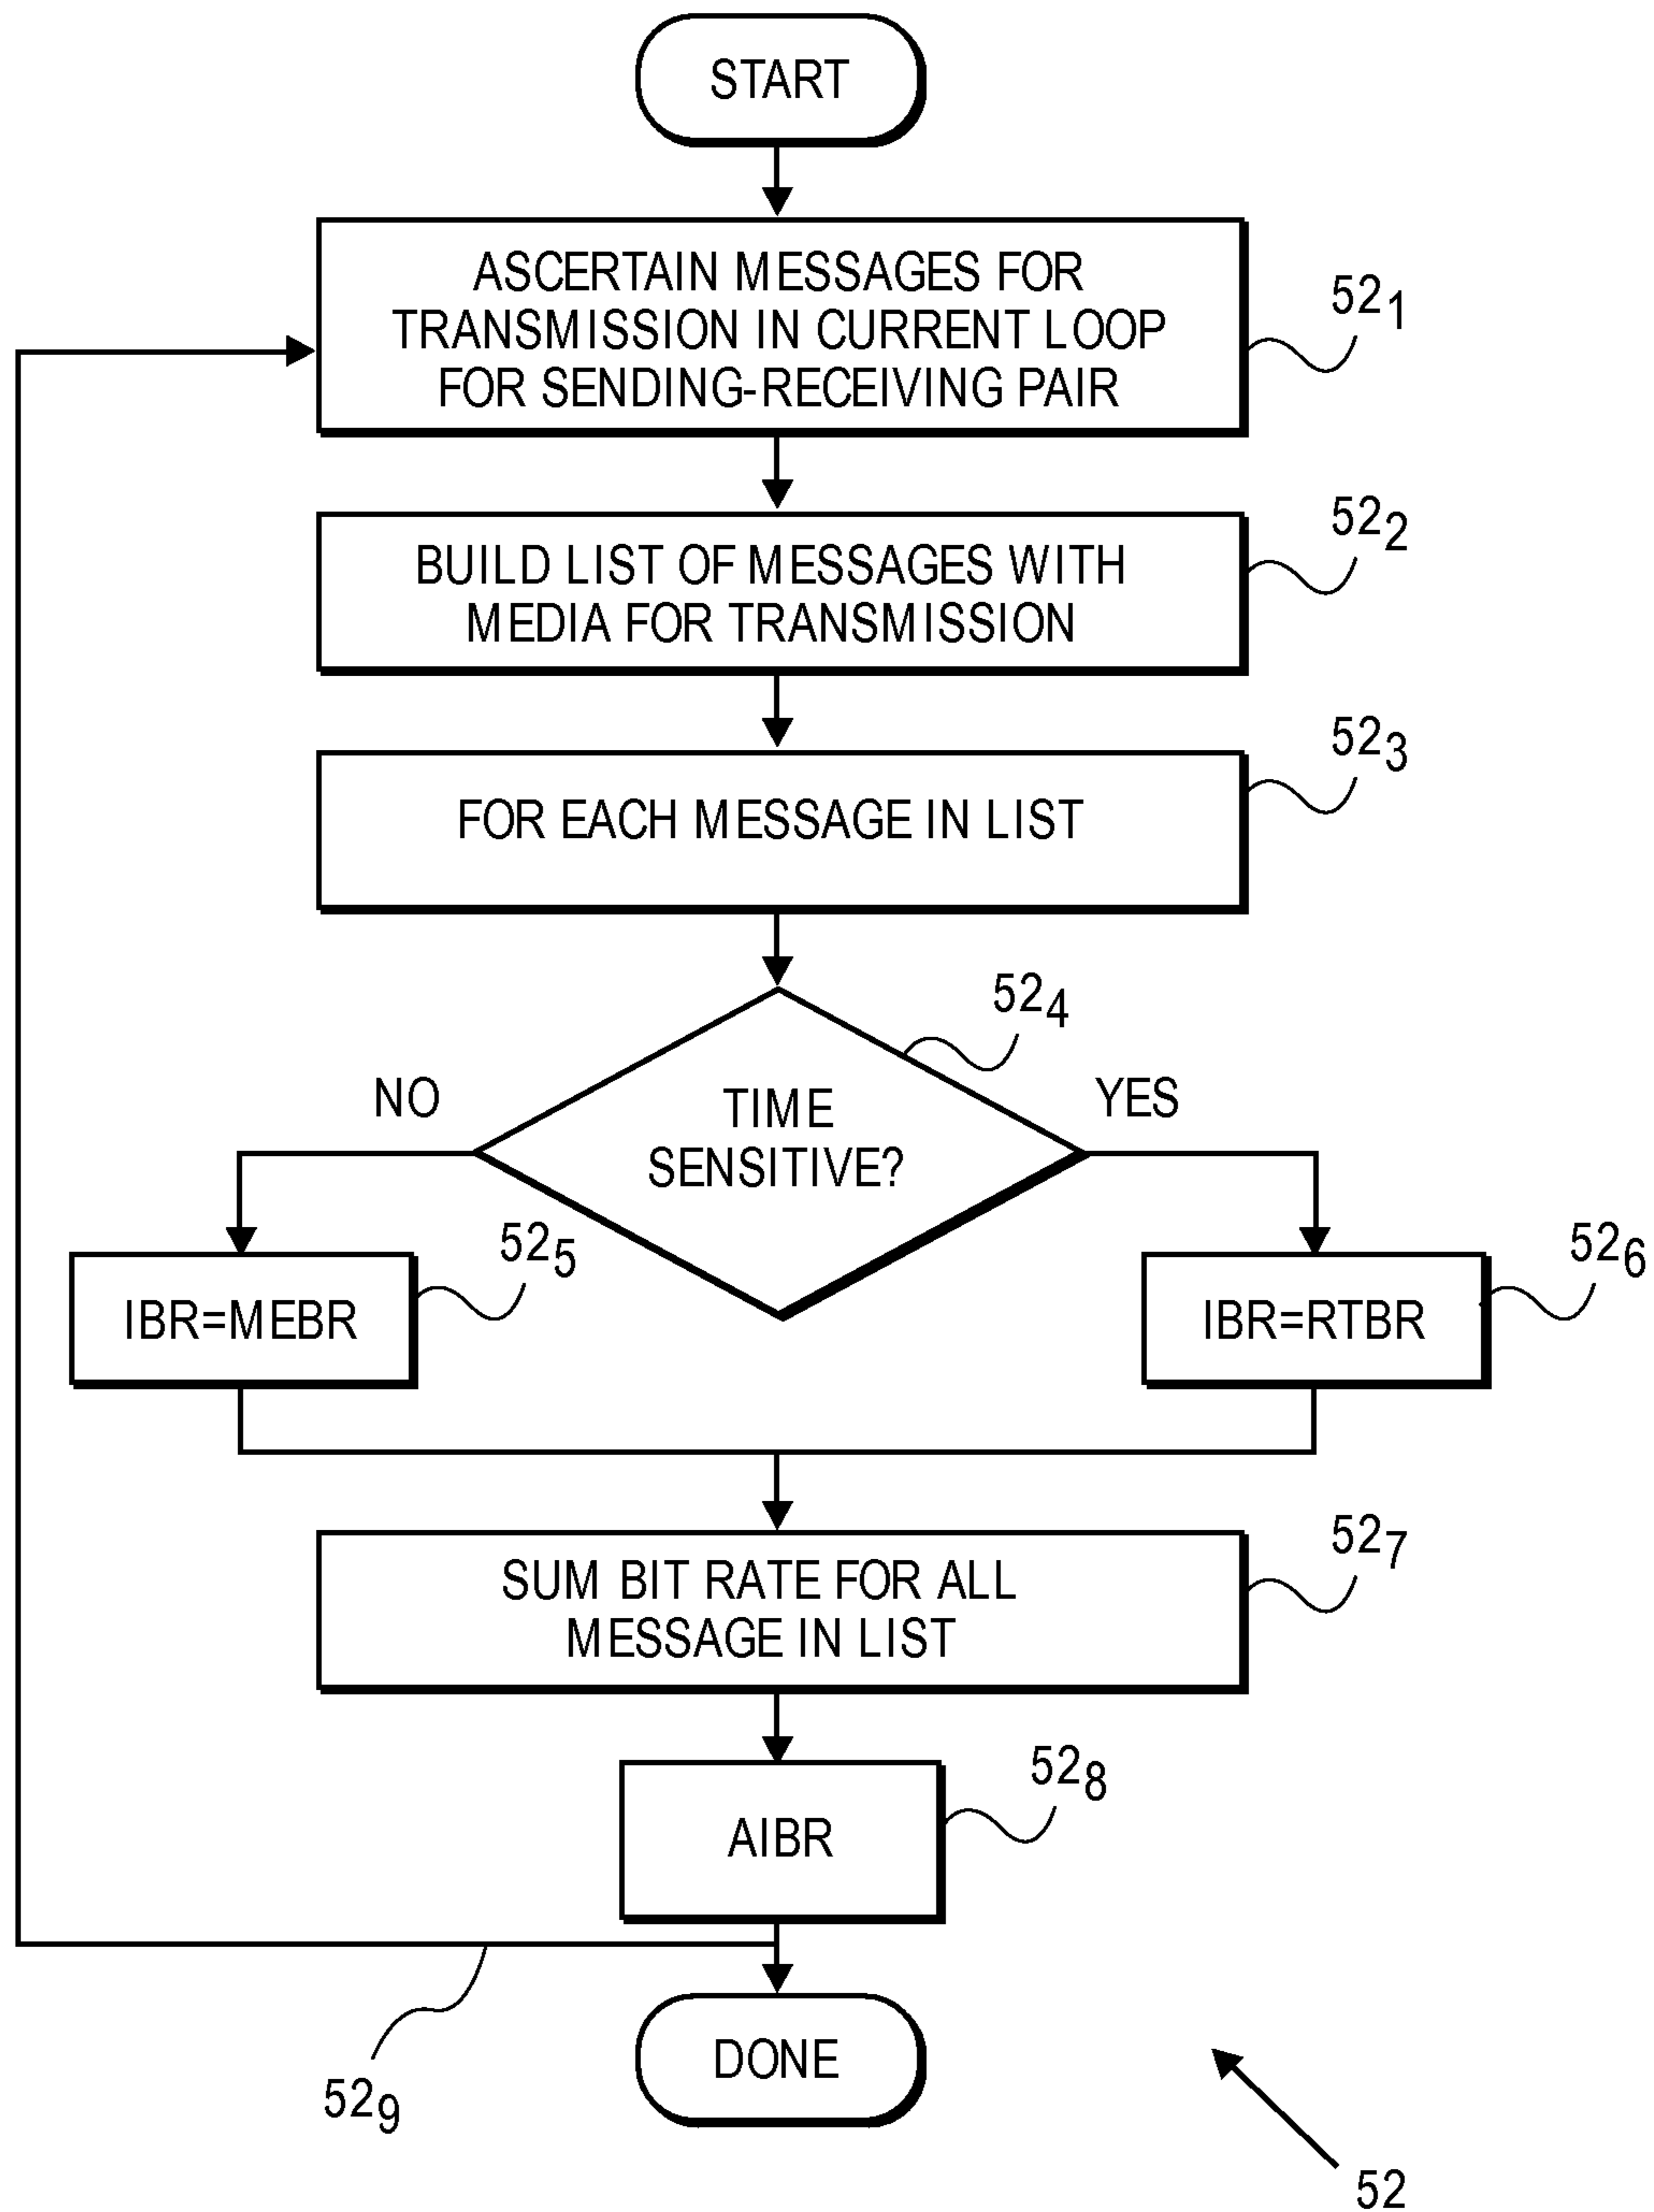 START
ASCERTAIN MESSAGES FOR
TRANSMISSION IN CURRENT LOOP
FOR SENDING-RECEIVING PAIR
52₁
BUILD LIST OF MESSAGES WITH
MEDIA FOR TRANSMISSION
52₂
FOR EACH MESSAGE IN LIST
52₃
TIME
SENSITIVE?
52₄
NO
YES
IBR=MEBR
52₅
IBR=RTBR
52₆
SUM BIT RATE FOR ALL
MESSAGE IN LIST
52₇
AIBR
52₈
52₉
DONE
52